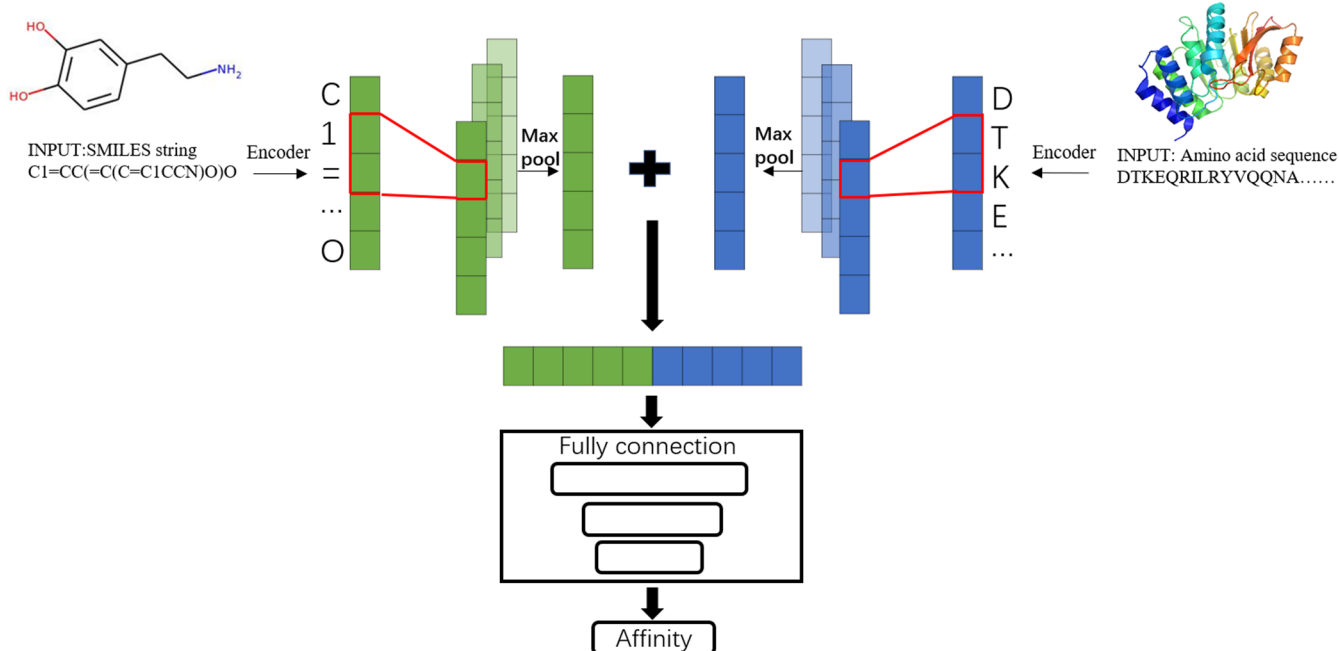 HO
HO
NH2
INPUT:SMILES string
C1=CC(=C(C=C1CCN)O)O
Encoder
C
1
=
...
O
Max
pool
Max
pool
D
T
K
E
...
Encoder
INPUT: Amino acid sequence
DTKEQRILRYVQQNA......
Fully connection
Affinity